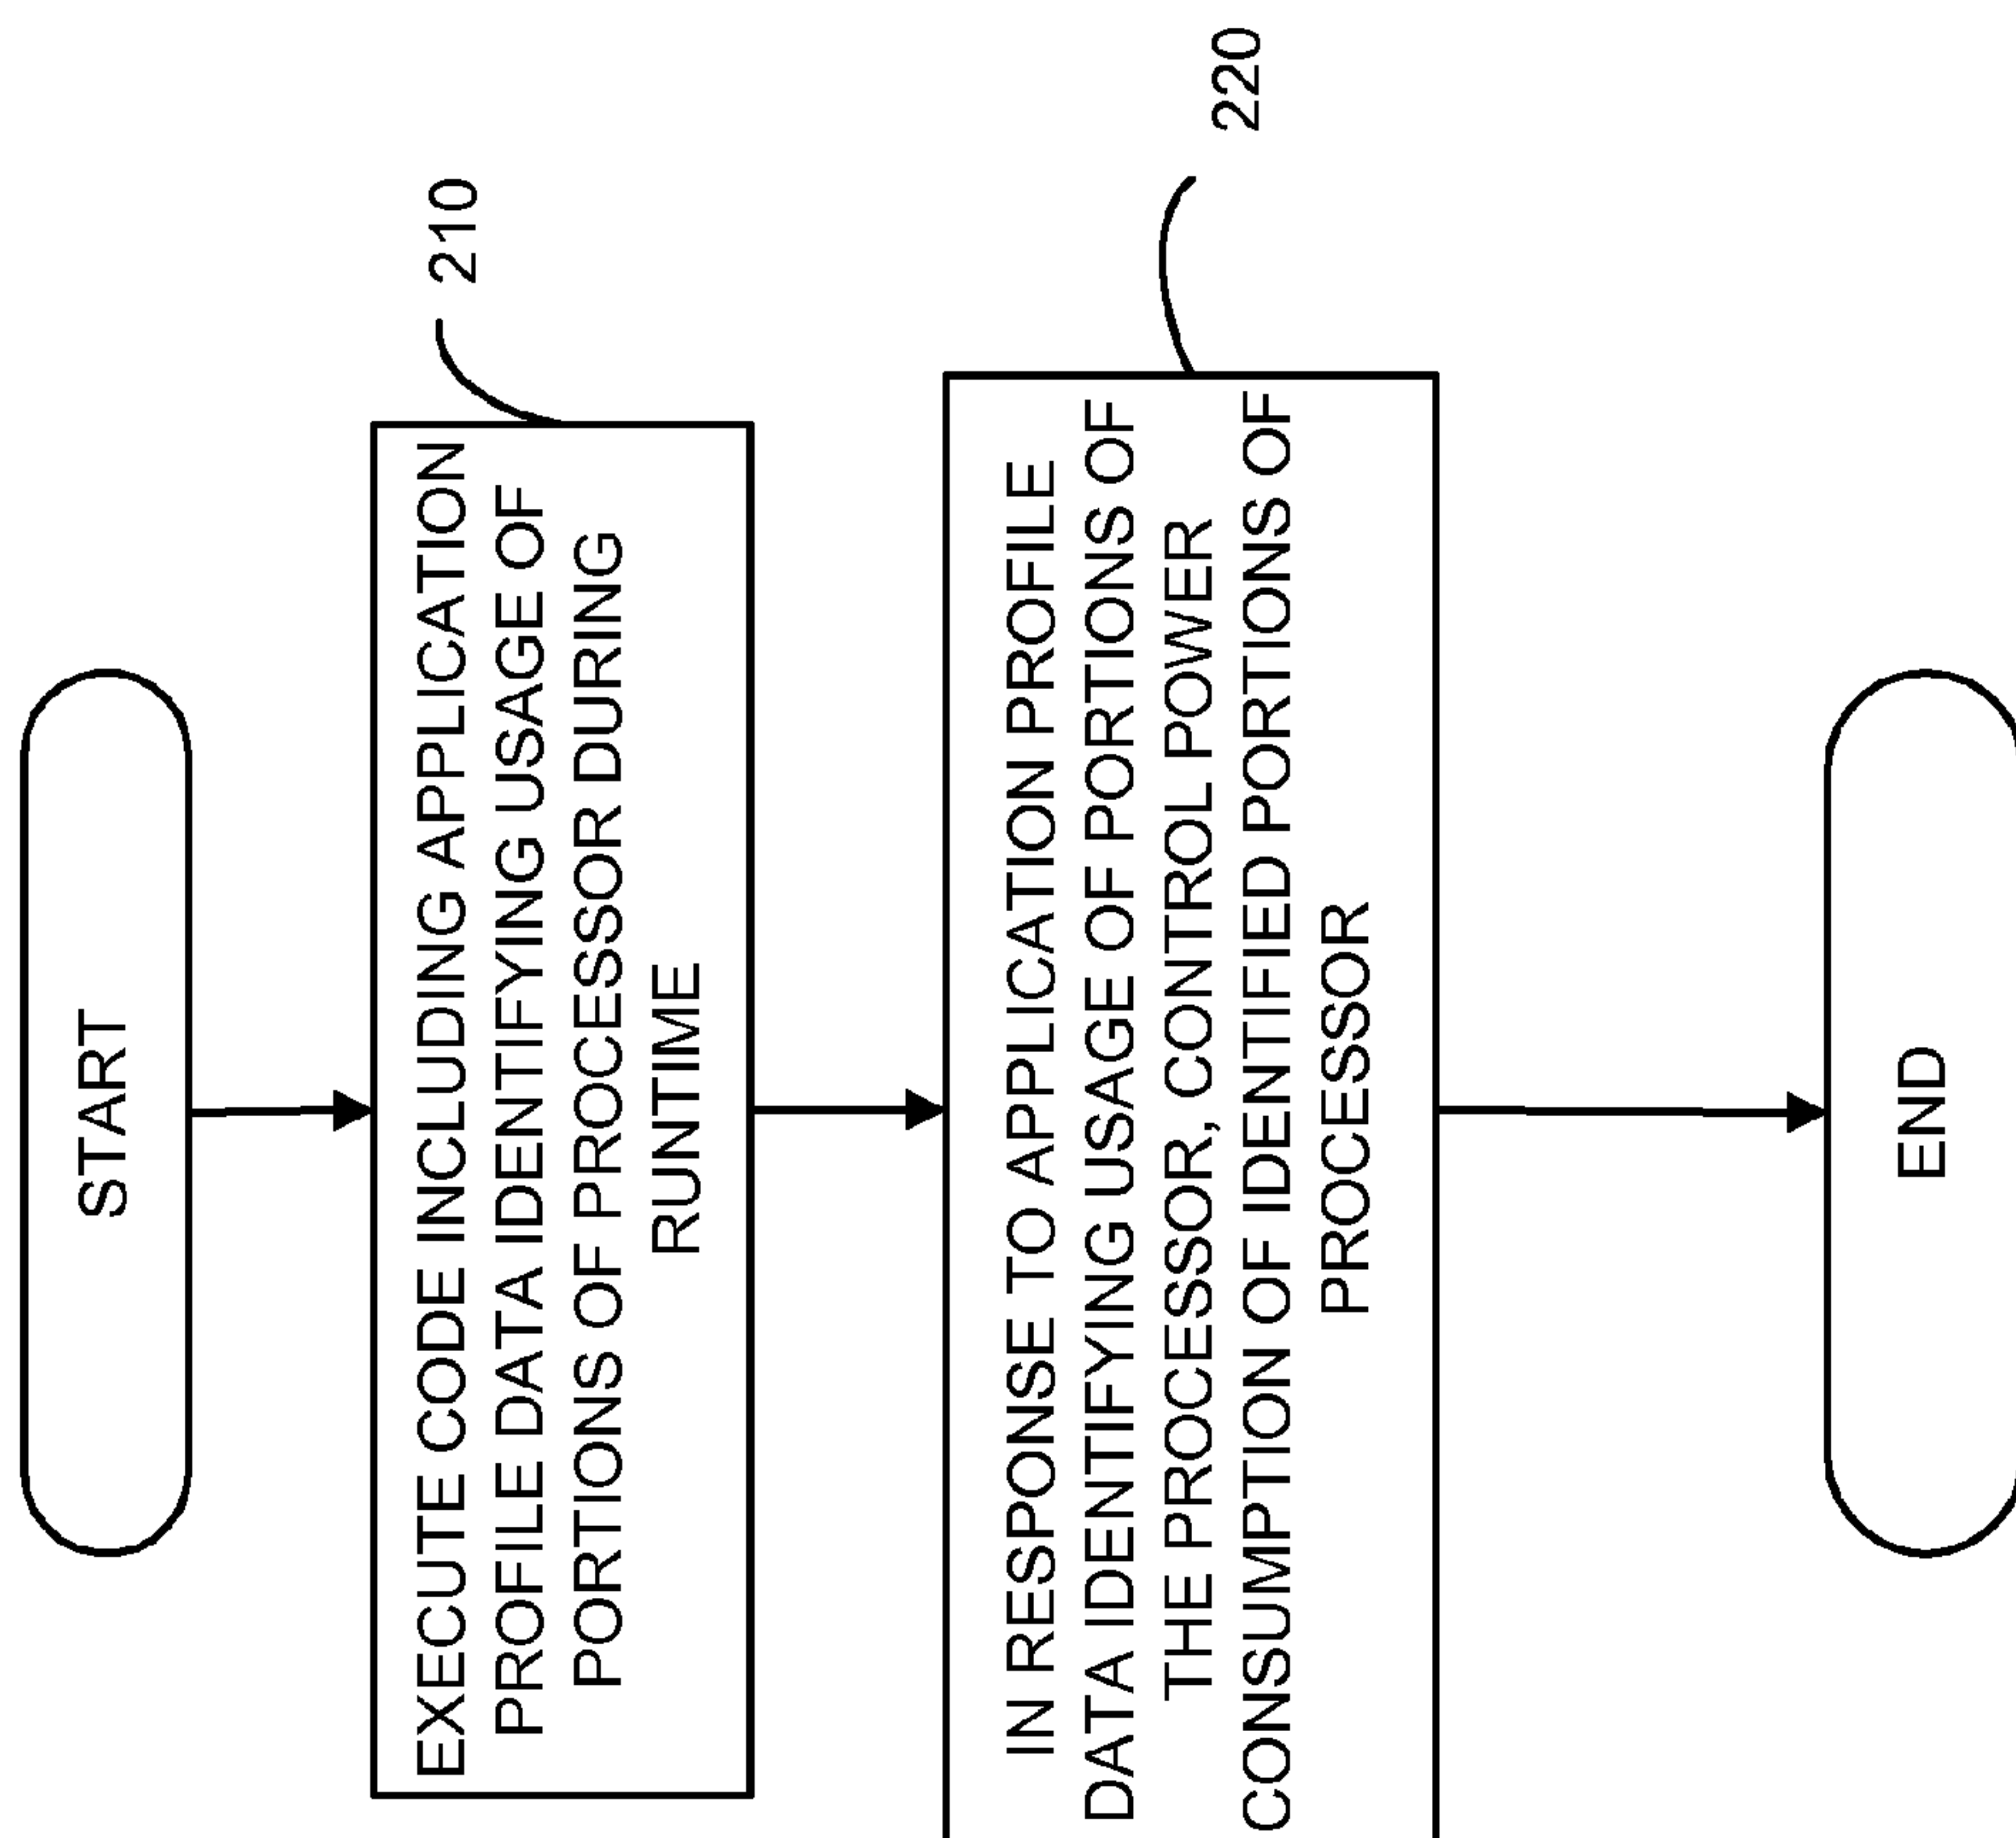 START
EXECUTE CODE INCLUDING APPLICATION
PROFILE DATA IDENTIFYING USAGE OF
PORTIONS OF PROCESSOR DURING
RUNTIME
210
IN RESPONSE TO APPLICATION PROFILE
DATA IDENTIFYING USAGE OF PORTIONS OF
THE PROCESSOR, CONTROL POWER
CONSUMPTION OF IDENTIFIED PORTIONS OF
PROCESSOR
220
END